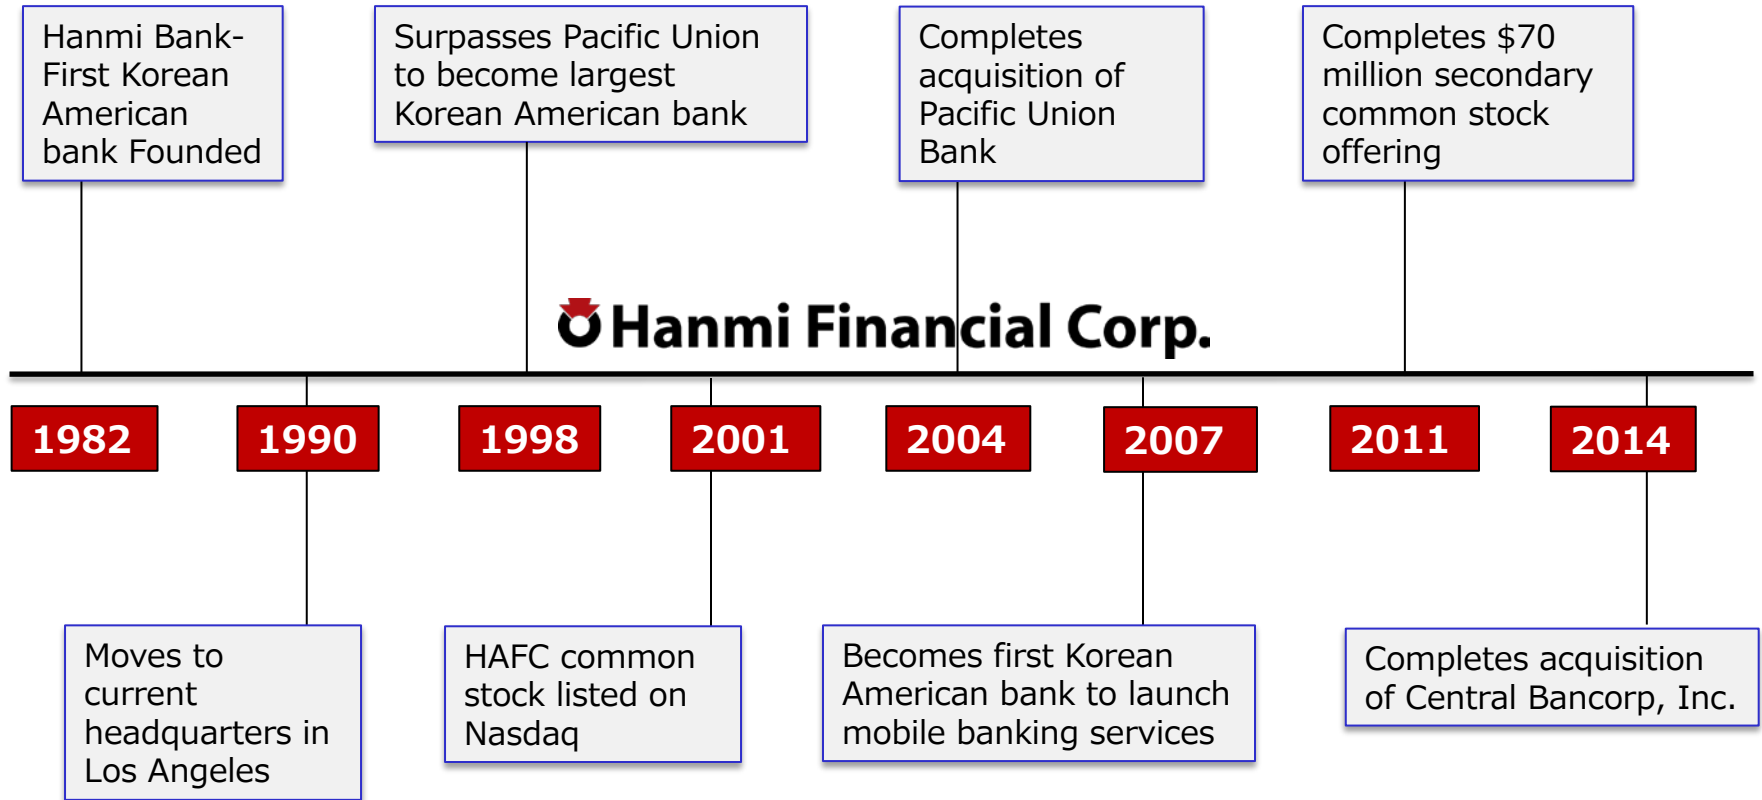 Hanmi Bank-
First Korean
American
bank Founded
Surpasses Pacific Union
to become largest
Korean American bank
Completes
acquisition of
Pacific Union
Bank
Completes $70
million secondary
common stock
offering
Hanmi Financial Corp.
1982
1990
1998
2001
2004
2007
2011
2014
Moves to
current
headquarters in
Los Angeles
HAFC common
stock listed on
Nasdaq
Becomes first Korean
American bank to launch
mobile banking services
Completes acquisition
of Central Bancorp, Inc.